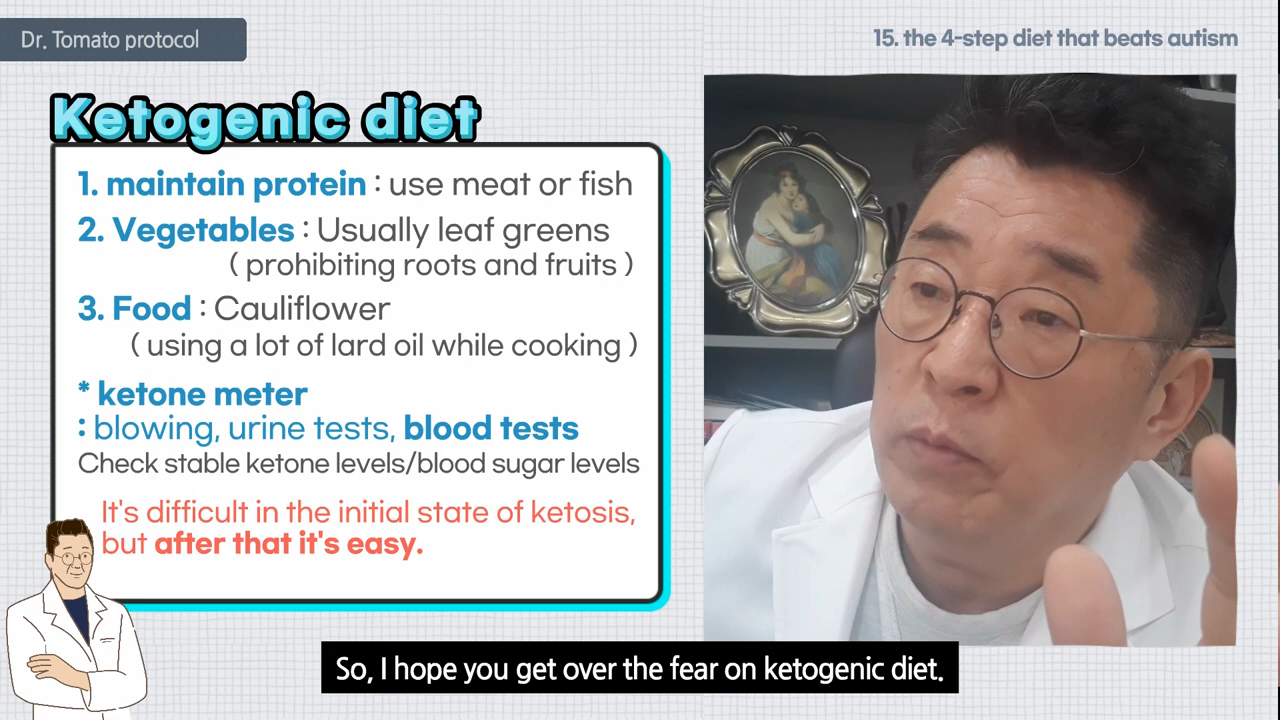 Dr. Tomato protocol
15. the 4-step diet that beats autism
Ketogenic diet
1. maintain protein : use meat or fish
2. Vegetables : Usually leaf greens
( prohibiting roots and fruits )
3. Food : Cauliflower
( using a lot of lard oil while cooking )
* ketone meter
: blowing, urine tests, blood tests
Check stable ketone levels/blood sugar levels
It's difficult in the initial state of ketosis,
but after that it's easy.
So, I hope you get over the fear on ketogenic diet.